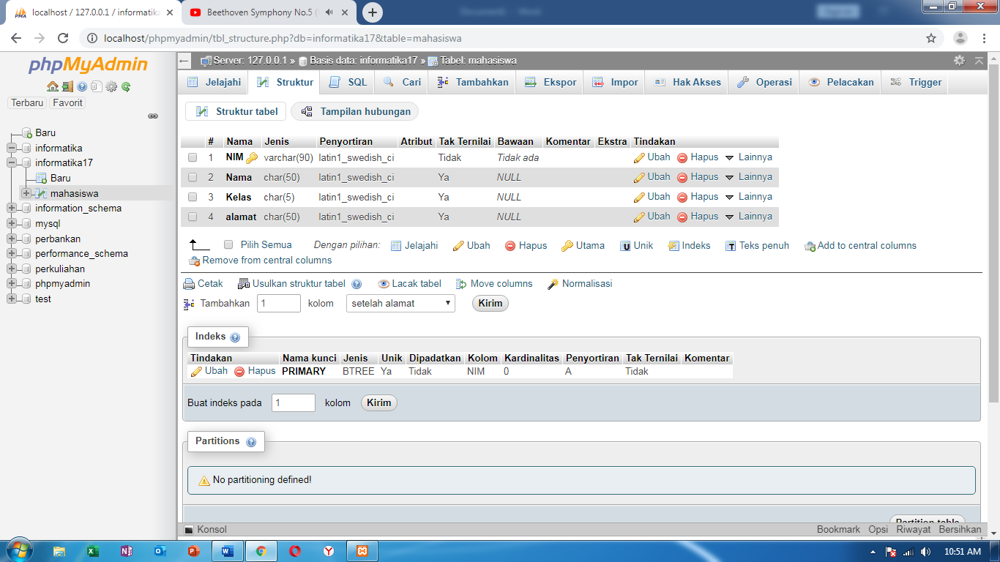 localhost / 127.0.0.1 / informatika
Beethoven Symphony No.5 (
localhost/phpmyadmin/tbl_structure.php?db=informatika17&table=mahasiswa
phpMyAdmin
Terbaru Favorit
Baru
informatika
informatika17
Baru
mahasiswa
information_schema
mysql
perbankan
performance_schema
perkuliahan
phpmyadmin
test
Server: 127.0.0.1 » Basis data: informatika17 » Tabel: mahasiswa
Jelajahi Struktur SQL Cari Tambahkan Ekspor Impor Hak Akses Operasi Pelacakan Trigger
Struktur tabel Tampilan hubungan
# Nama Jenis Penyortiran Atribut Tak Ternilai Bawaan Komentar Ekstra Tindakan
1 NIM varchar(90) latin1_swedish_ci Tidak Tidak ada Ubah Hapus Lainnya
2 Nama char(50) latin1_swedish_ci Ya NULL Ubah Hapus Lainnya
3 Kelas char(5) latin1_swedish_ci Ya NULL Ubah Hapus Lainnya
4 alamat char(50) latin1_swedish_ci Ya NULL Ubah Hapus Lainnya
Pilih Semua Dengan pilihan: Jelajahi Ubah Hapus Utama Unik Indeks Teks penuh Add to central columns
Remove from central columns
Cetak Usulkan struktur tabel Lacak tabel Move columns Normalisasi
Tambahkan 1 kolom setelah alamat Kirim
Indeks
Tindakan Nama kunci Jenis Unik Dipadatkan Kolom Kardinalitas Penyortiran Tak Ternilai Komentar
Ubah Hapus PRIMARY BTREE Ya Tidak NIM 0 A Tidak
Buat indeks pada 1 kolom Kirim
Partitions
No partitioning defined!
Partition table
Konsol Bookmark Opsi Riwayat Bersihkan
10:51 AM